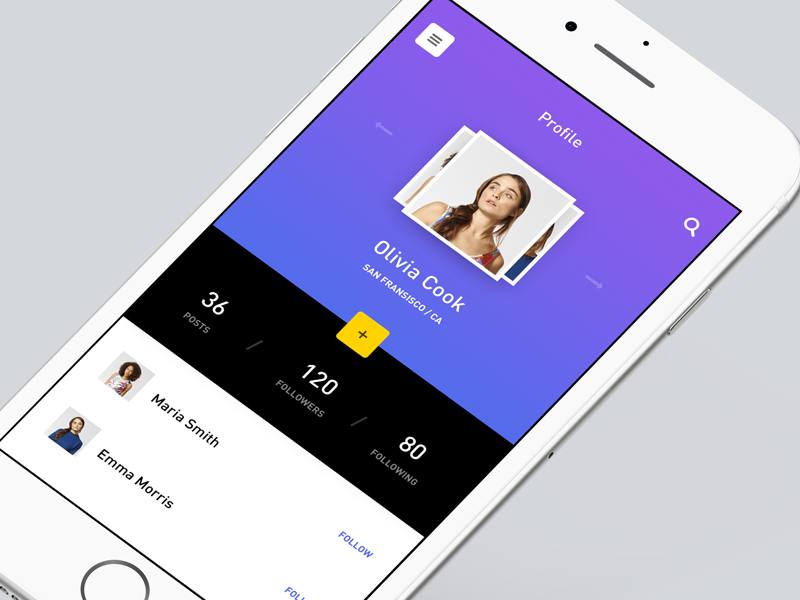 Profile
Olivia Cook
SAN FRANSISCO / CA
36
POSTS
/
120
FOLLOWERS
/
80
FOLLOWING
Maria Smith
FOLLOW
Emma Morris